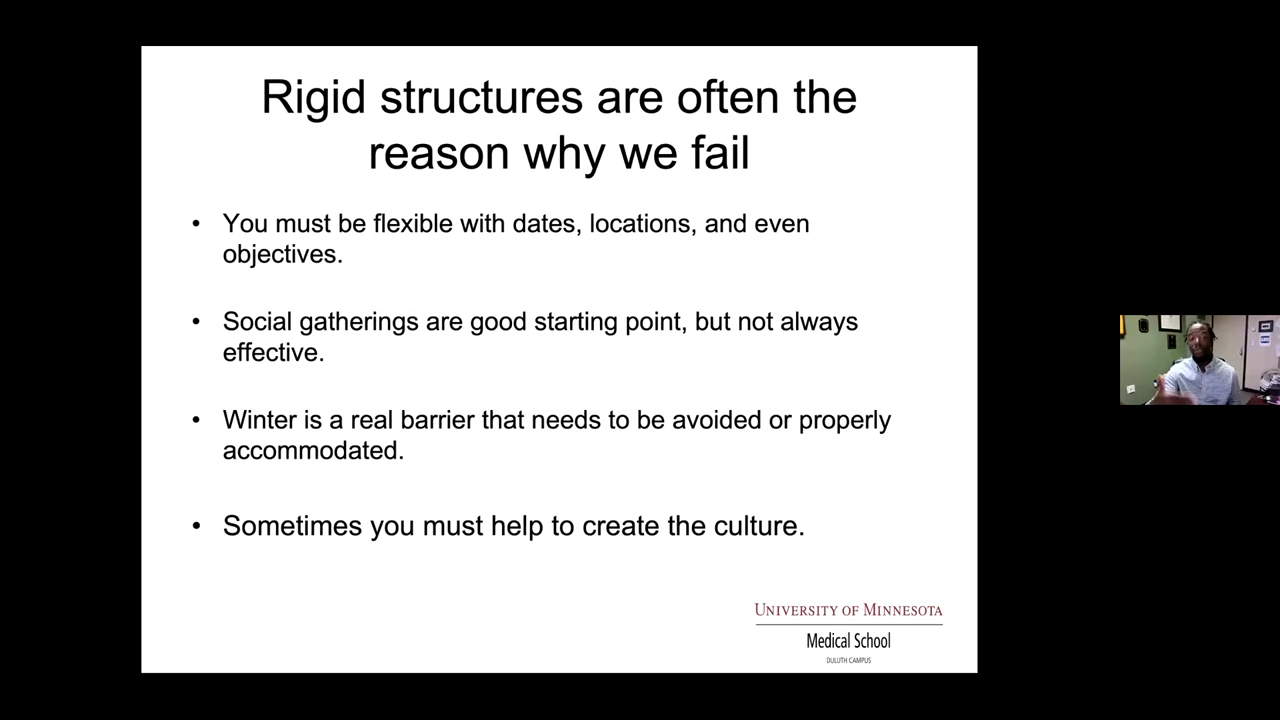 Rigid structures are often the
reason why we fail
• You must be flexible with dates, locations, and even
objectives.
• Social gatherings are good starting point, but not always
effective.
• Winter is a real barrier that needs to be avoided or properly
accommodated.
• Sometimes you must help to create the culture.
UNIVERSITY OF MINNESOTA
Medical School
DULUTH CAMPUS